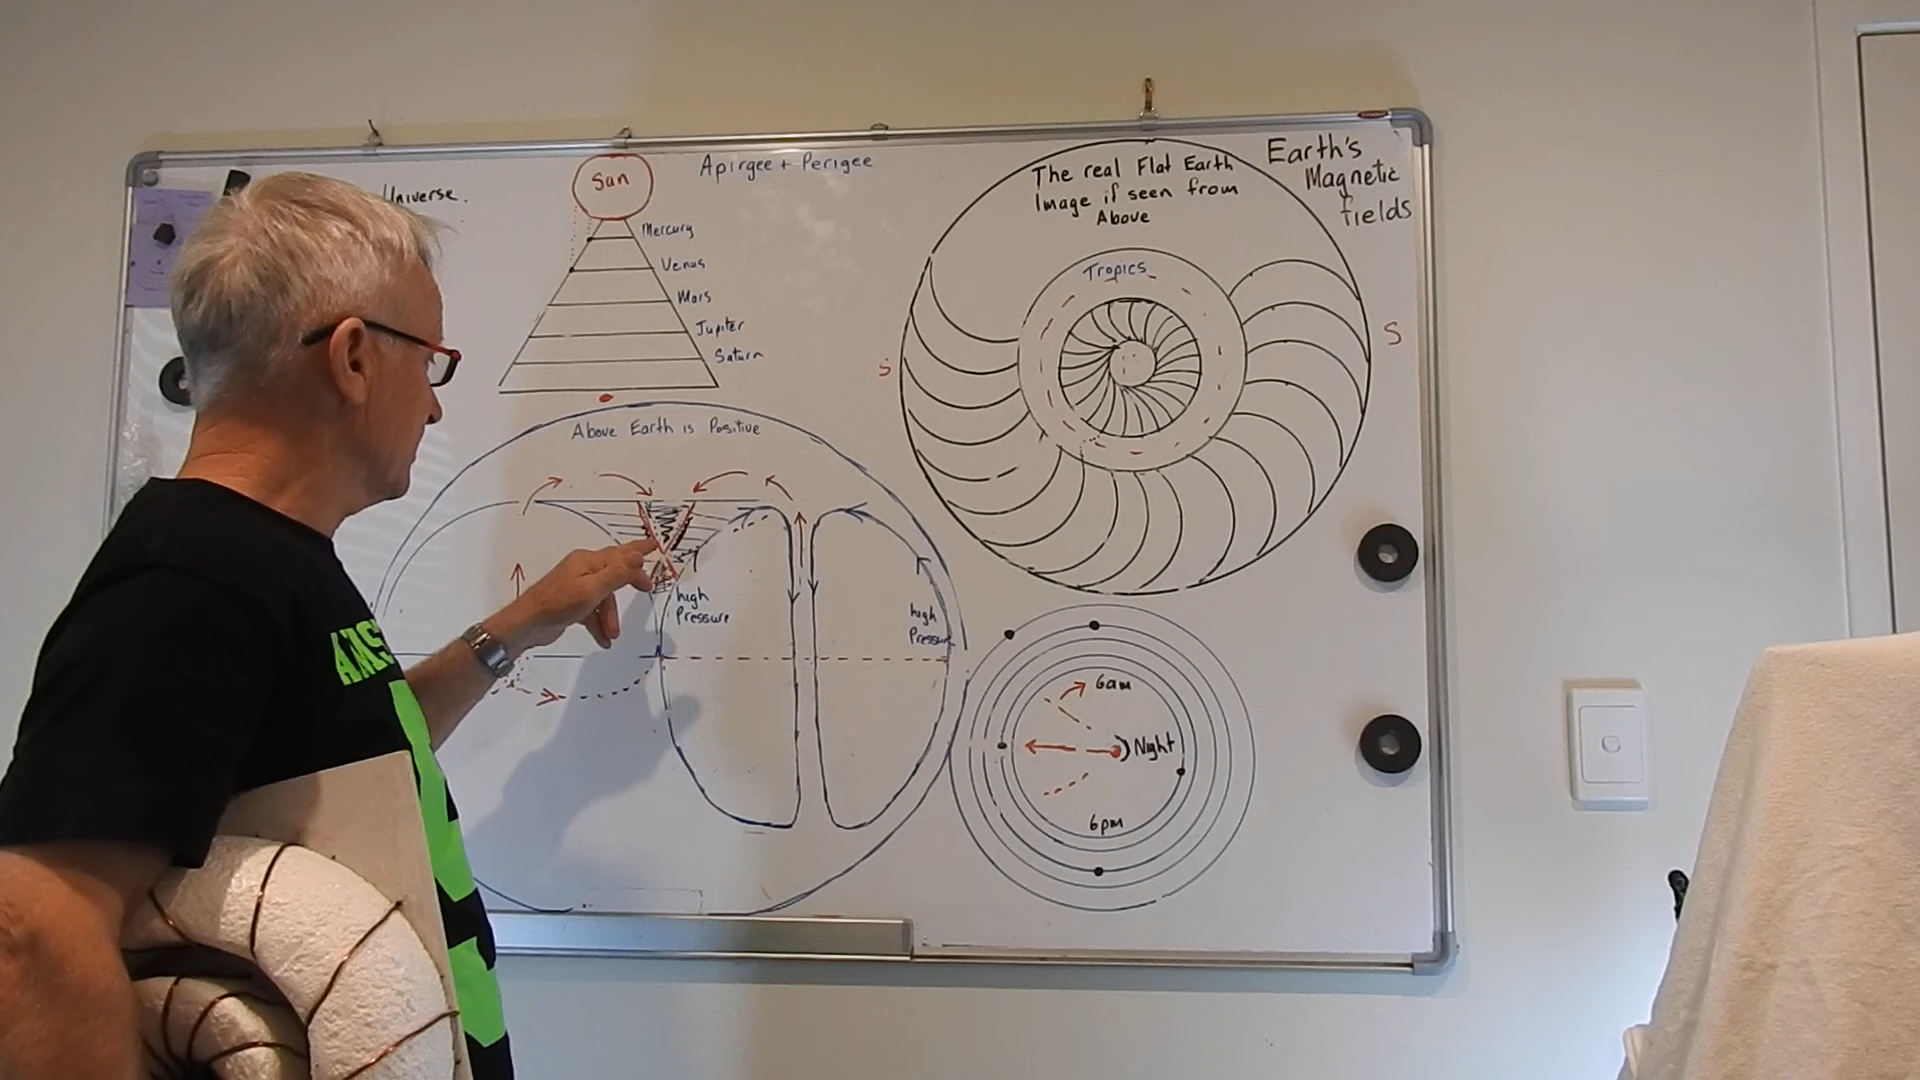 Universe.
Sun
Apirgee + Perigee
Mercury
Venus
Mars
Jupiter
Saturn
The real Flat Earth
Image if seen from
Above
Earth's
Magnetic
fields
Tropics
S
S
Above Earth is Positive
high
Pressure
high
Pressure
6am
Night
6pm